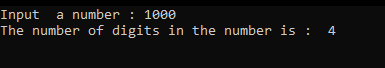 Input  a number : 1000
The number of digits in the number is :  4